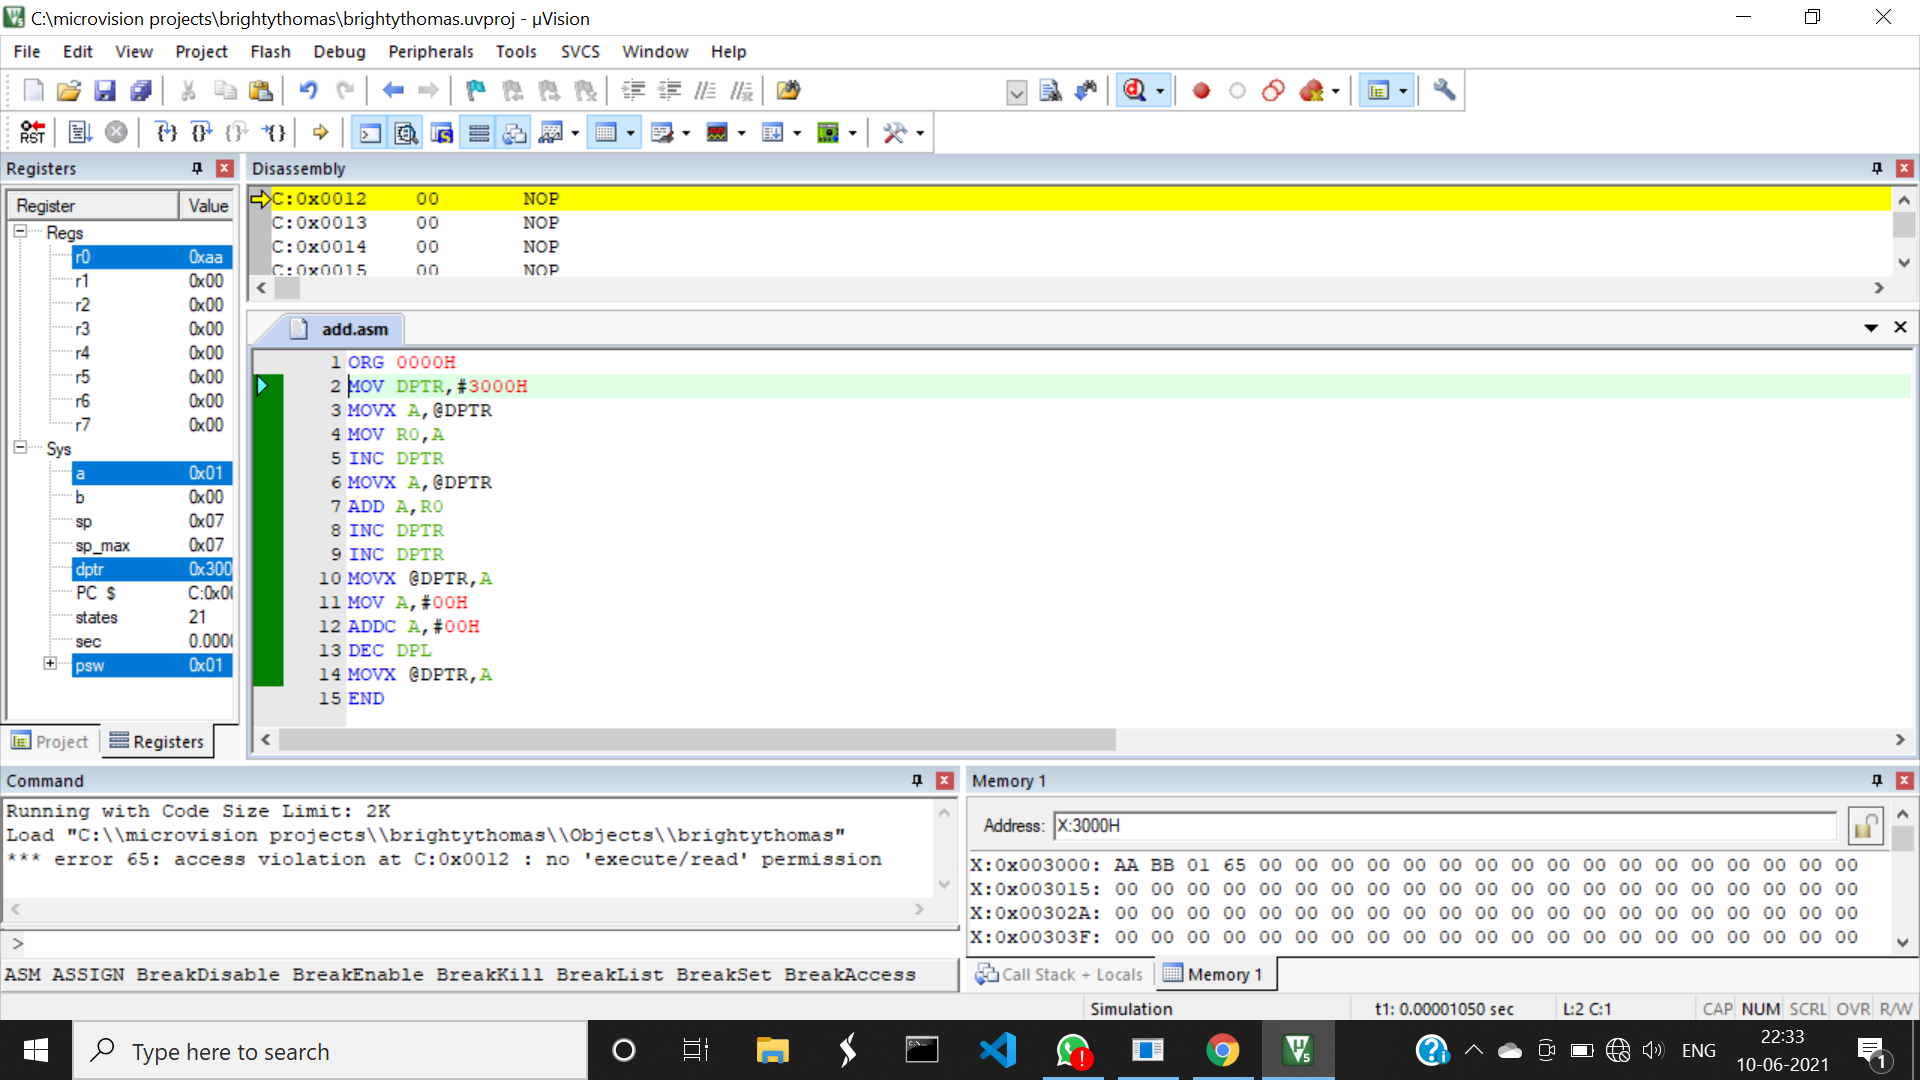 C:\microvision projects\brightythomas\brightythomas.uvproj - µVision
File Edit View Project Flash Debug Peripherals Tools SVCS Window Help
RST
Registers
Register Value
Regs
r0 0xaa
r1 0x00
r2 0x00
r3 0x00
r4 0x00
r5 0x00
r6 0x00
r7 0x00
Sys
a 0x01
b 0x00
sp 0x07
sp_max 0x07
dptr 0x300
PC $ C:0x00
states 21
sec 0.0000
psw 0x01
Project Registers
Disassembly
C:0x0012 00 NOP
C:0x0013 00 NOP
C:0x0014 00 NOP
C:0x0015 00 NOP
add.asm
1 ORG 0000H
2 MOV DPTR,#3000H
3 MOVX A,@DPTR
4 MOV R0,A
5 INC DPTR
6 MOVX A,@DPTR
7 ADD A,R0
8 INC DPTR
9 INC DPTR
10 MOVX @DPTR,A
11 MOV A,#00H
12 ADDC A,#00H
13 DEC DPL
14 MOVX @DPTR,A
15 END
Command
Running with Code Size Limit: 2K
Load "C:\\microvision projects\\brightythomas\\Objects\\brightythomas"
*** error 65: access violation at C:0x0012 : no 'execute/read' permission
>
ASM ASSIGN BreakDisable BreakEnable BreakKill BreakList BreakSet BreakAccess
Memory 1
Address: X:3000H
X:0x003000: AA BB 01 65 00 00 00 00 00 00 00 00 00 00 00 00 00 00 00 00 00
X:0x003015: 00 00 00 00 00 00 00 00 00 00 00 00 00 00 00 00 00 00 00 00 00
X:0x00302A: 00 00 00 00 00 00 00 00 00 00 00 00 00 00 00 00 00 00 00 00 00
X:0x00303F: 00 00 00 00 00 00 00 00 00 00 00 00 00 00 00 00 00 00 00 00 00
Call Stack + Locals Memory 1
Simulation t1: 0.00001050 sec L:2 C:1 CAP NUM SCRL OVR R/W
Type here to search
ENG
22:33
10-06-2021
1